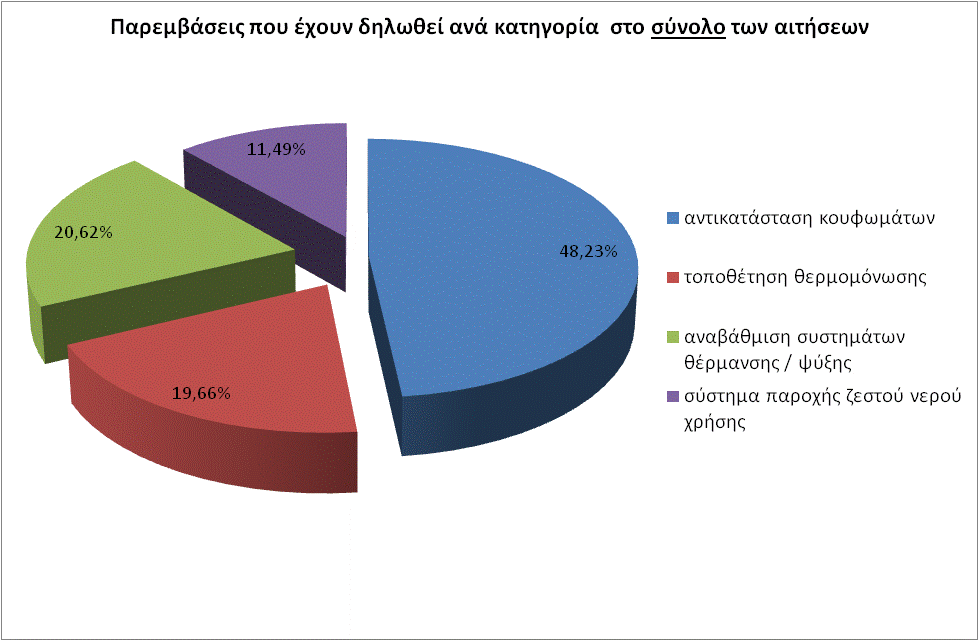 Παρεμβάσεις που έχουν δηλωθεί ανά κατηγορία στο σύνολο των αιτήσεων
11,49%
20,62%
48,23%
19,66%
αντικατάσταση κουφωμάτων
τοποθέτηση θερμομόνωσης
αναβάθμιση συστημάτων
θέρμανσης / ψύξης
σύστημα παροχής ζεστού νερού
χρήσης